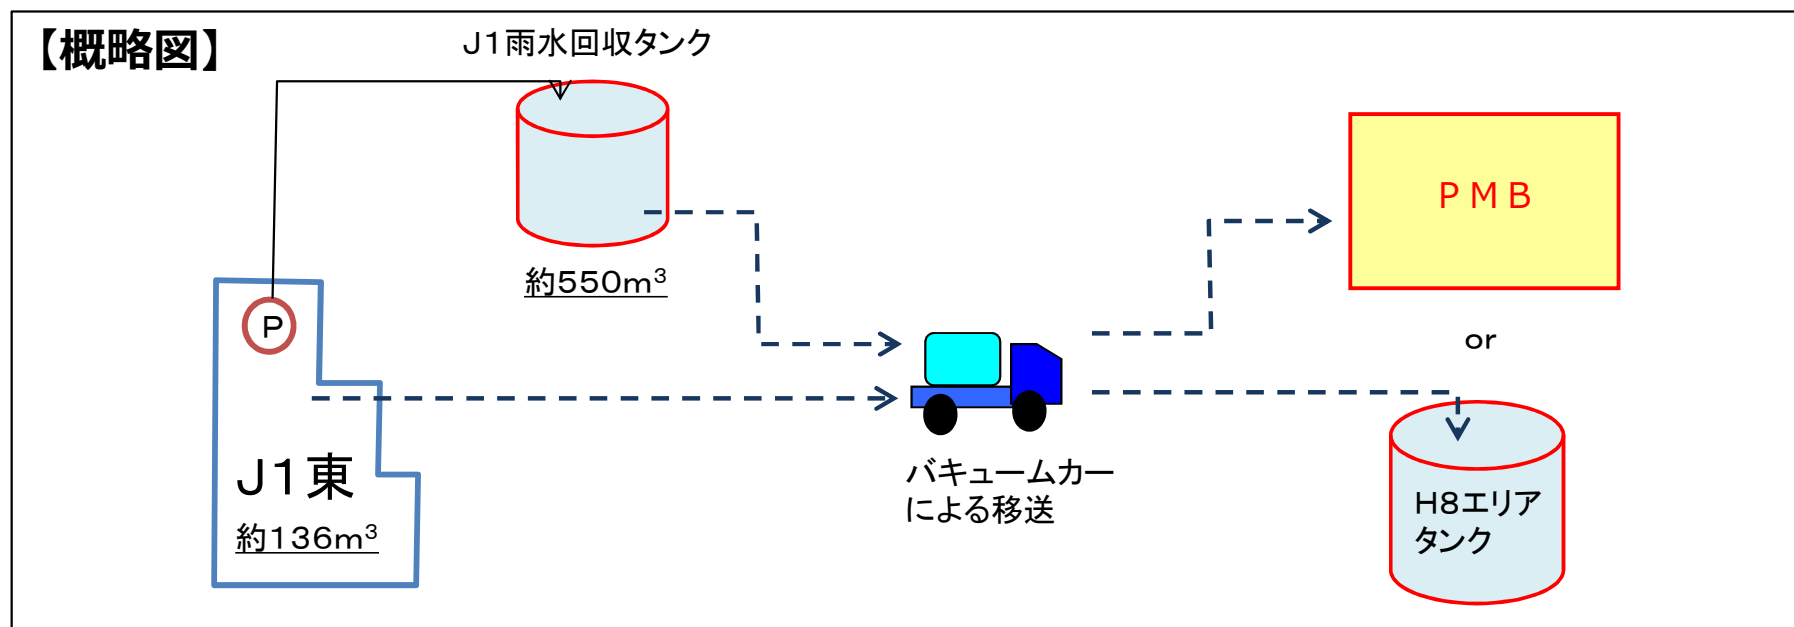 【概略図】
J1雨水回収タンク
約550m³
P
J1東
約136m³
バキュームカー
による移送
PMB
or
H8エリア
タンク